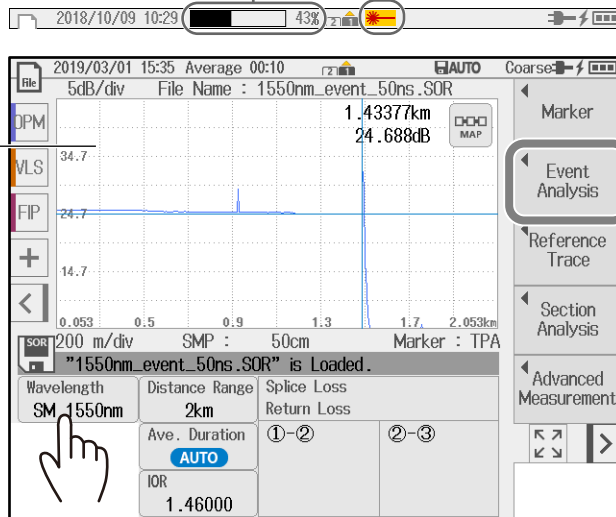 2018/10/09 10:29 43% 2 1
File 2019/03/01 15:35 Average 00:10 2 1 AUTO Coarse
5dB/div File Name : 1550nm_event_50ns.SOR
OPM
VLS
FIP
+
<
1.43377km
24.688dB
MAP
34.7
24.7
14.7
0.053 0.5 0.9 1.3 1.7 2.053km
SOR 200 m/div SMP : 50cm Marker : TPA
"1550nm_event_50ns.SOR" is Loaded.
Wavelength
SM 1550nm
Distance Range
2km
Ave. Duration
AUTO
IOR
1.46000
Splice Loss
Return Loss
①-② ②-③
Marker
Event
Analysis
Reference
Trace
Section
Analysis
Advanced
Measurement
>